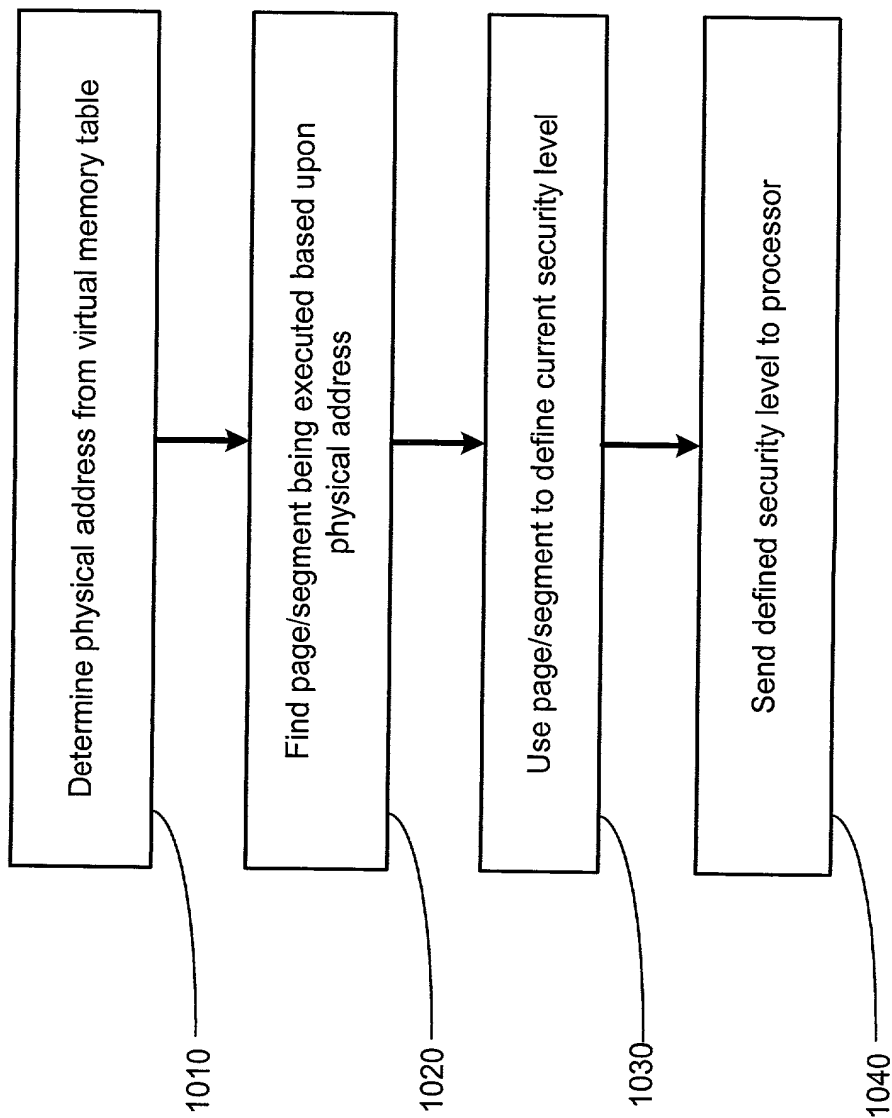 Determine physical address from virtual memory table
1010
Find page/segment being executed based upon
physical address
1020
Use page/segment to define current security level
1030
Send defined security level to processor
1040